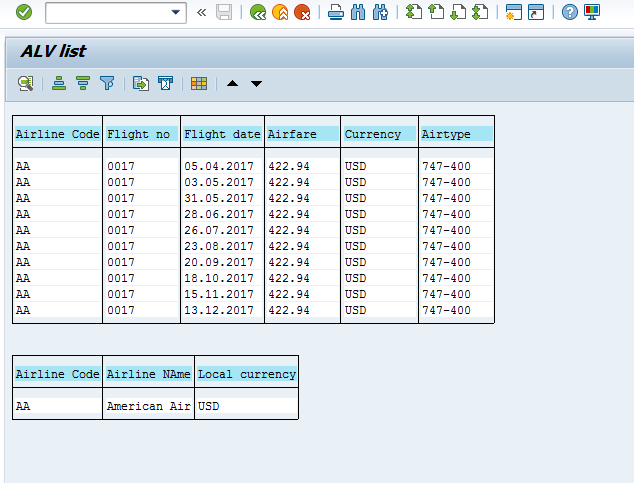 ALV list
Airline Code Flight no Flight date Airfare Currency Airtype
AA 0017 05.04.2017 422.94 USD 747-400
AA 0017 03.05.2017 422.94 USD 747-400
AA 0017 31.05.2017 422.94 USD 747-400
AA 0017 28.06.2017 422.94 USD 747-400
AA 0017 26.07.2017 422.94 USD 747-400
AA 0017 23.08.2017 422.94 USD 747-400
AA 0017 20.09.2017 422.94 USD 747-400
AA 0017 18.10.2017 422.94 USD 747-400
AA 0017 15.11.2017 422.94 USD 747-400
AA 0017 13.12.2017 422.94 USD 747-400
Airline Code Airline NAme Local currency
AA American Air USD